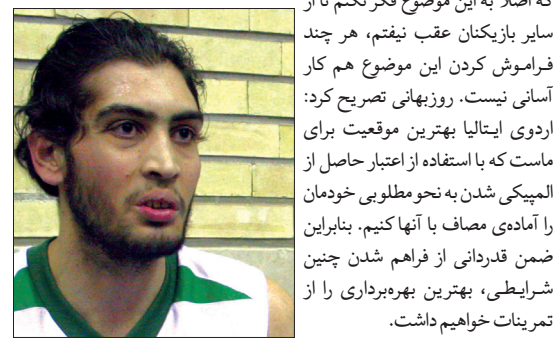 که اصلا به این موضوع فکر نکنم تا از
سایر بازیکنان عقب نیفتم، هر چند
فراموش کردن این موضوع هم کار
آسانی نیست. روزبهانی تصریح کرد:
اردوی ایتالیا بهترین موقعیت برای
ماست که با استفاده از اعتبار حاصل از
المپیکی شدن به نحو مطلوبی خودمان
را آماده‌ی مصاف با آنها کنیم. بنابراین
ضمن قدردانی از فراهم شدن چنین
شرایطی، بهترین بهره‌برداری را از
تمرینات خواهیم داشت.